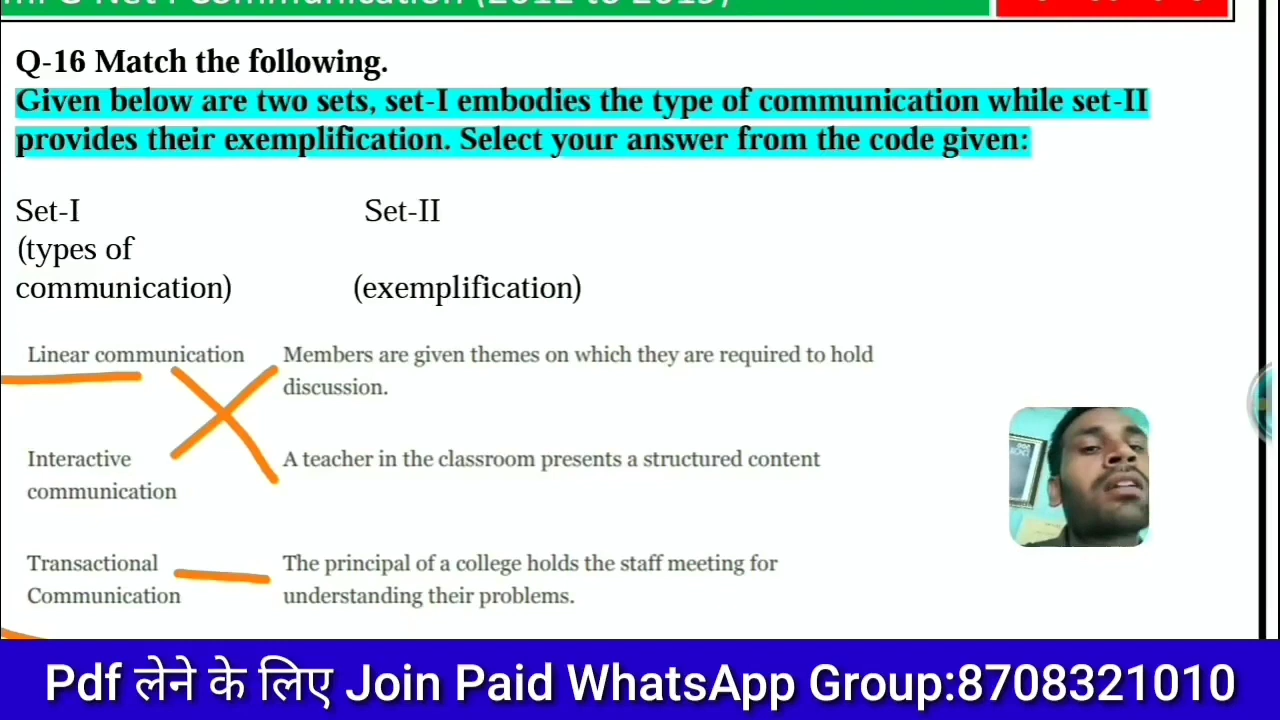 Communication (2012 to 2019)
Q-16 Match the following.
Given below are two sets, set-I embodies the type of communication while set-II
provides their exemplification. Select your answer from the code given:
Set-I Set-II
(types of
communication) (exemplification)
Linear communication Members are given themes on which they are required to hold
discussion.
Interactive A teacher in the classroom presents a structured content
communication
Transactional The principal of a college holds the staff meeting for
Communication understanding their problems.
Pdf लेने के लिए Join Paid WhatsApp Group:8708321010